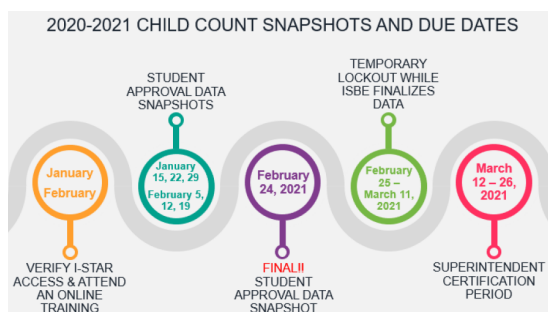 2020-2021 CHILD COUNT SNAPSHOTS AND DUE DATES
January
February
VERIFY I-STAR
ACCESS & ATTEND
AN ONLINE
TRAINING
STUDENT
APPROVAL DATA
SNAPSHOTS
January
15, 22, 29
February 5,
12, 19
February
24, 2021
FINAL!!
STUDENT
APPROVAL DATA
SNAPSHOT
TEMPORARY
LOCKOUT WHILE
ISBE FINALIZES
DATA
February
25 –
March 11,
2021
March
12 – 26,
2021
SUPERINTENDENT
CERTIFICATION
PERIOD